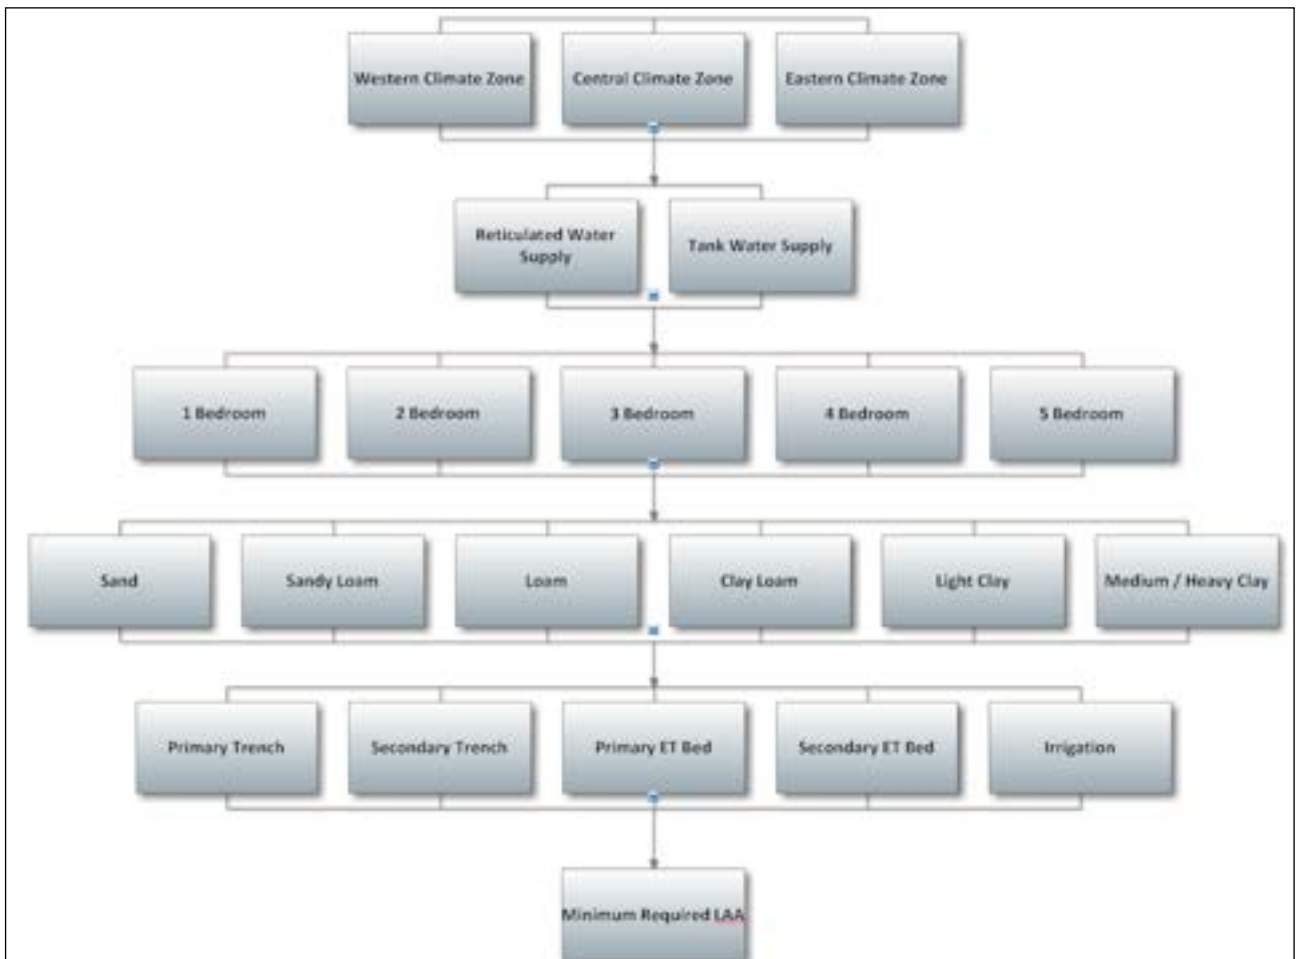 Western Climate Zone
Central Climate Zone
Eastern Climate Zone
Reticulated Water
Supply
Tank Water Supply
1 Bedroom
2 Bedroom
3 Bedroom
4 Bedroom
5 Bedroom
Sand
Sandy Loam
Loam
Clay Loam
Light Clay
Medium / Heavy Clay
Primary Trench
Secondary Trench
Primary ET Bed
Secondary ET Bed
Irrigation
Minimum Required LAA